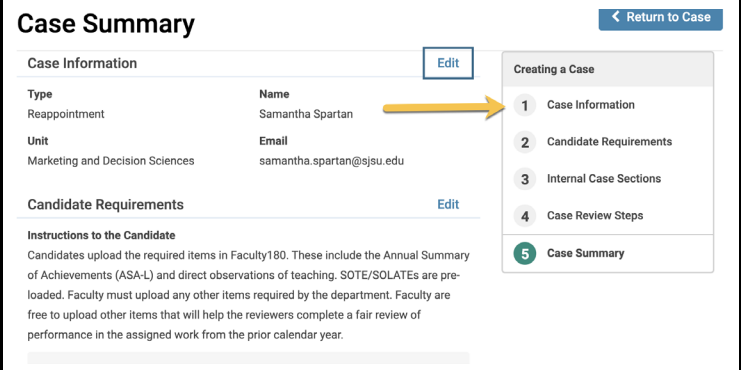 Case Summary
Return to Case
Case Information
Edit
Type
Name
Reappointment
Samantha Spartan
Unit
Email
Marketing and Decision Sciences
samantha.spartan@sjsu.edu
Candidate Requirements
Edit
Instructions to the Candidate
Candidates upload the required items in Faculty180. These include the Annual Summary
of Achievements (ASA-L) and direct observations of teaching. SOTE/SOLATEs are pre-
loaded. Faculty must upload any other items required by the department. Faculty are
free to upload other items that will help the reviewers complete a fair review of
performance in the assigned work from the prior calendar year.
Creating a Case
1 Case Information
2 Candidate Requirements
3 Internal Case Sections
4 Case Review Steps
5 Case Summary